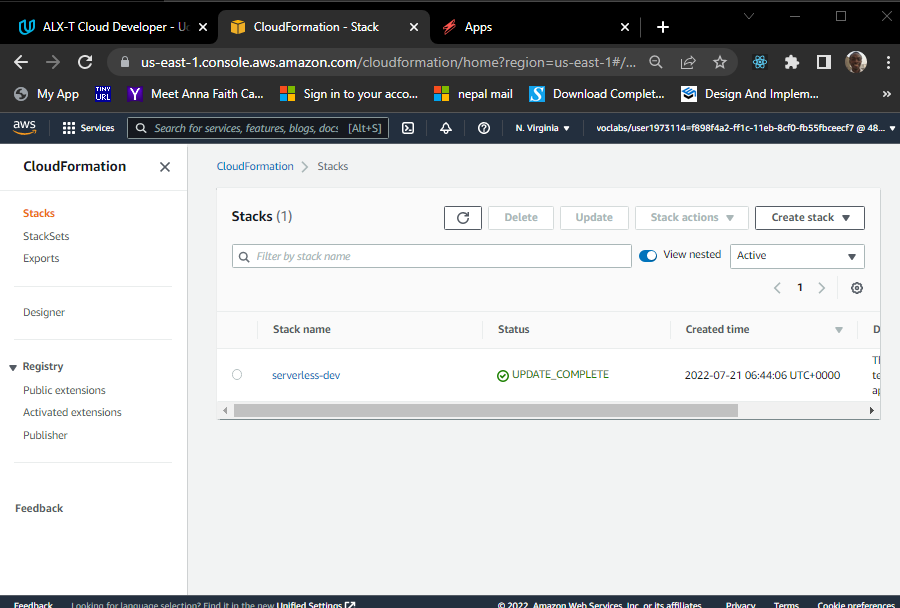 ALX-T Cloud Developer - Ud
CloudFormation - Stack
Apps
us-east-1.console.aws.amazon.com/cloudformation/home?region=us-east-1#/...
My App
TINY URL
Meet Anna Faith Ca...
Sign in to your acco...
nepal mail
Download Complet...
Design And Implem...
»
aws
Services
Search for services, features, blogs, docs
[Alt+S]
N. Virginia
voclabs/user1973114=f898f4a2-ff1c-11eb-8cf0-fb55fbceecf7 @ 48...
CloudFormation
CloudFormation
Stacks
Stacks
StackSets
Exports
Designer
Registry
Public extensions
Activated extensions
Publisher
Feedback
Stacks (1)
Delete
Update
Stack actions
Create stack
Filter by stack name
View nested
Active
1
Stack name
Status
Created time
D
serverless-dev
UPDATE_COMPLETE
2022-07-21 06:44:06 UTC+0000
te
Feedback
Looking for language selection? Find it in the new Unified Settings
© 2022, Amazon Web Services, Inc. or its affiliates.
Privacy
Terms
Cookie preferences